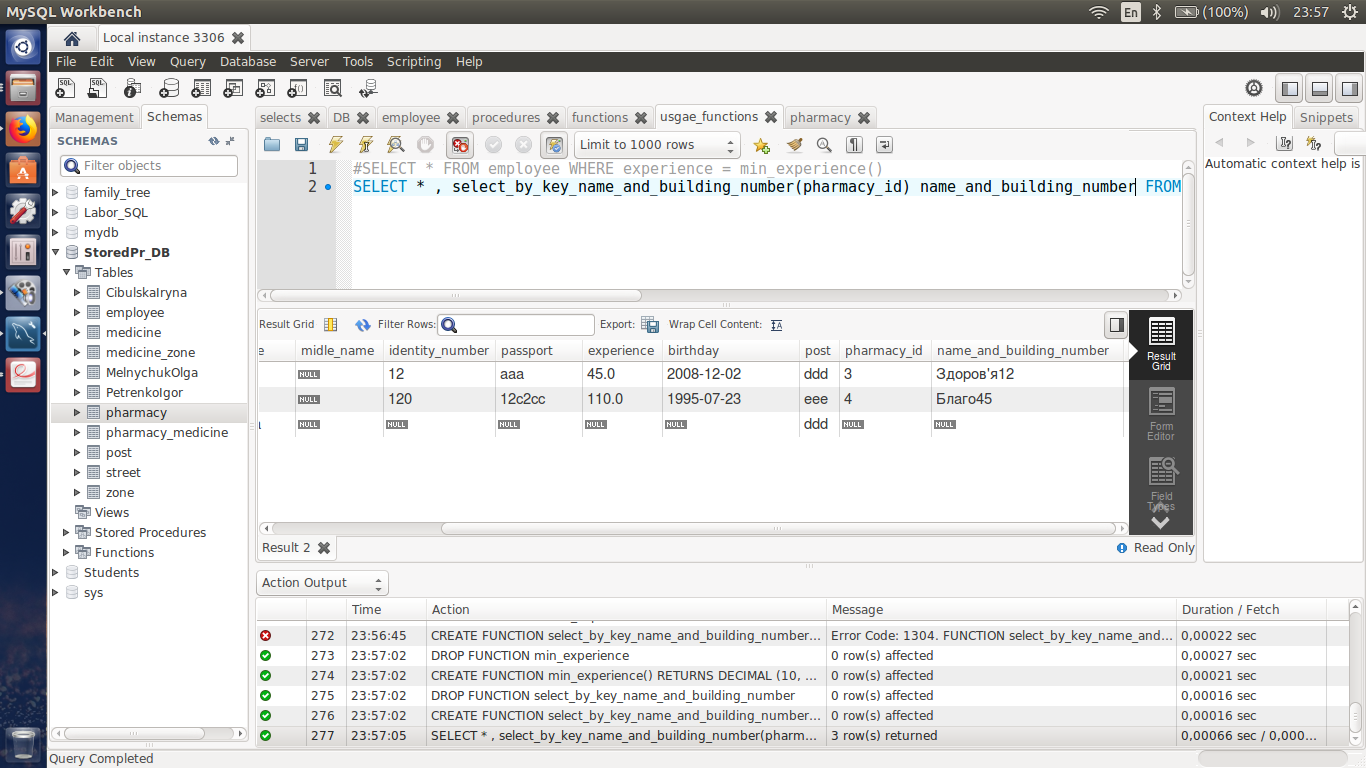 MySQL Workbench
En
(100%)
23:57
Local instance 3306
File Edit View Query Database Server Tools Scripting Help
Management
Schemas
SCHEMAS
Filter objects
family_tree
Labor_SQL
mydb
StoredPr_DB
Tables
CibulskaIryna
employee
medicine
medicine_zone
MelnychukOlga
PetrenkoIgor
pharmacy
pharmacy_medicine
post
street
zone
Views
Stored Procedures
Functions
Students
sys
selects DB employee procedures functions usgae_functions pharmacy
Limit to 1000 rows
1 #SELECT * FROM employee WHERE experience = min_experience()
2 SELECT * , select_by_key_name_and_building_number(pharmacy_id) name_and_building_number FROM
Result Grid Filter Rows: Export: Wrap Cell Content:
e midle_name identity_number passport experience birthday post pharmacy_id name_and_building_number
NULL 12 aaa 45.0 2008-12-02 ddd 3 Здоров'я12
NULL 120 12c2cc 110.0 1995-07-23 eee 4 Благо45
NULL NULL NULL NULL NULL ddd NULL NULL
Result
Grid
Form
Editor
Field
Types
Result 2
Read Only
Context Help Snippets
Automatic context help is
Action Output
Time Action Message Duration / Fetch
272 23:56:45 CREATE FUNCTION select_by_key_name_and_building_number... Error Code: 1304. FUNCTION select_by_key_name_and... 0,00022 sec
273 23:57:02 DROP FUNCTION min_experience 0 row(s) affected 0,00027 sec
274 23:57:02 CREATE FUNCTION min_experience() RETURNS DECIMAL (10, ... 0 row(s) affected 0,00021 sec
275 23:57:02 DROP FUNCTION select_by_key_name_and_building_number 0 row(s) affected 0,00016 sec
276 23:57:02 CREATE FUNCTION select_by_key_name_and_building_number... 0 row(s) affected 0,00016 sec
277 23:57:05 SELECT * , select_by_key_name_and_building_number(pharm... 3 row(s) returned 0,00066 sec / 0,000...
Query Completed